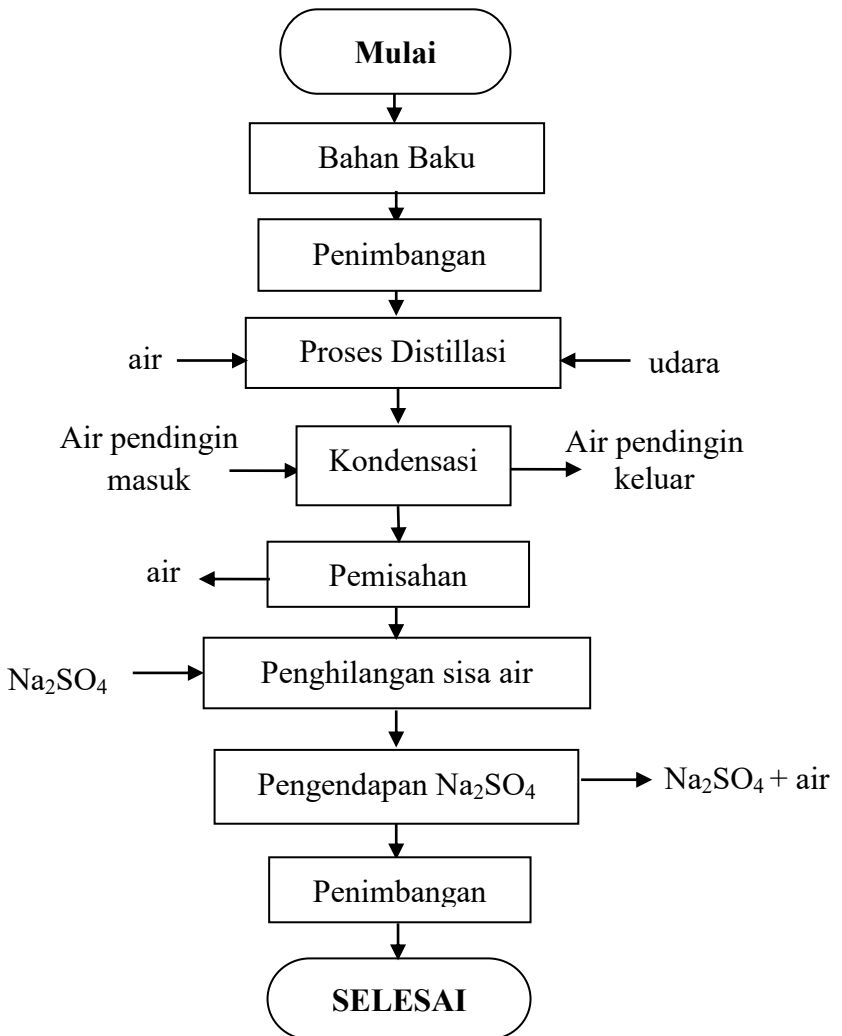 Mulai
Bahan Baku
Penimbangan
air
Proses Distillasi
udara
Air pendingin
masuk
Kondensasi
Air pendingin
keluar
air
Pemisahan
Na₂SO₄
Penghilangan sisa air
Pengendapan Na₂SO₄
Na₂SO₄ + air
Penimbangan
SELESAI